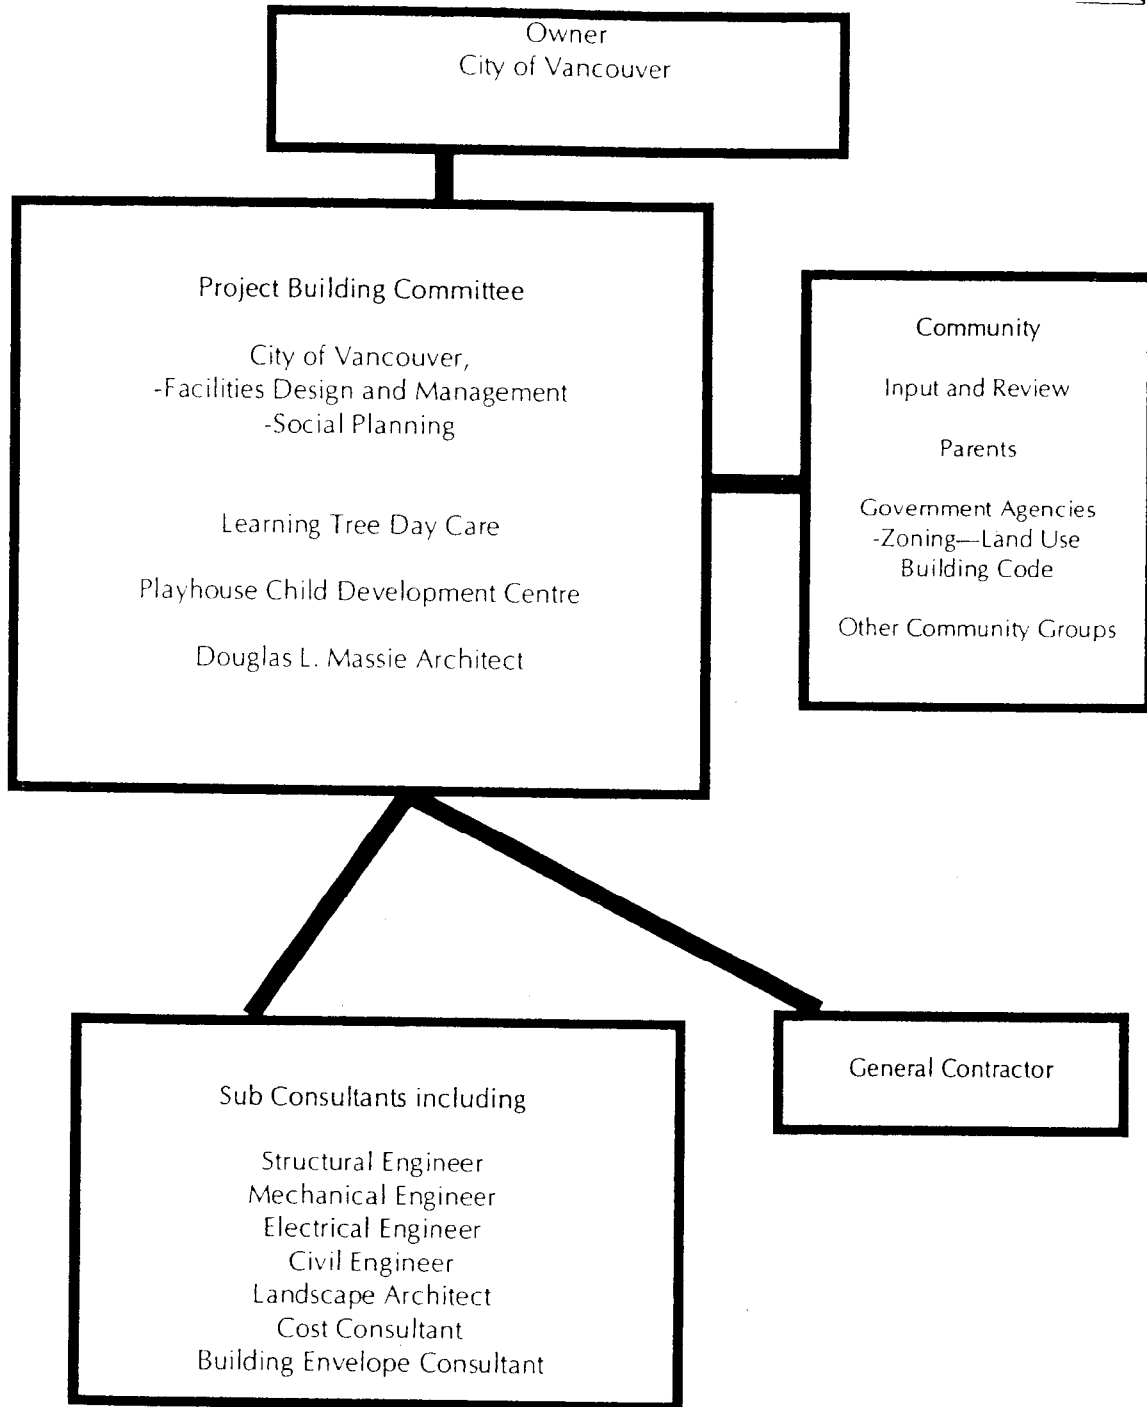 Owner
City of Vancouver
Project Building Committee
City of Vancouver,
-Facilities Design and Management
-Social Planning
Learning Tree Day Care
Playhouse Child Development Centre
Douglas L. Massie Architect
Community
Input and Review
Parents
Government Agencies
-Zoning—Land Use
Building Code
Other Community Groups
Sub Consultants including
Structural Engineer
Mechanical Engineer
Electrical Engineer
Civil Engineer
Landscape Architect
Cost Consultant
Building Envelope Consultant
General Contractor